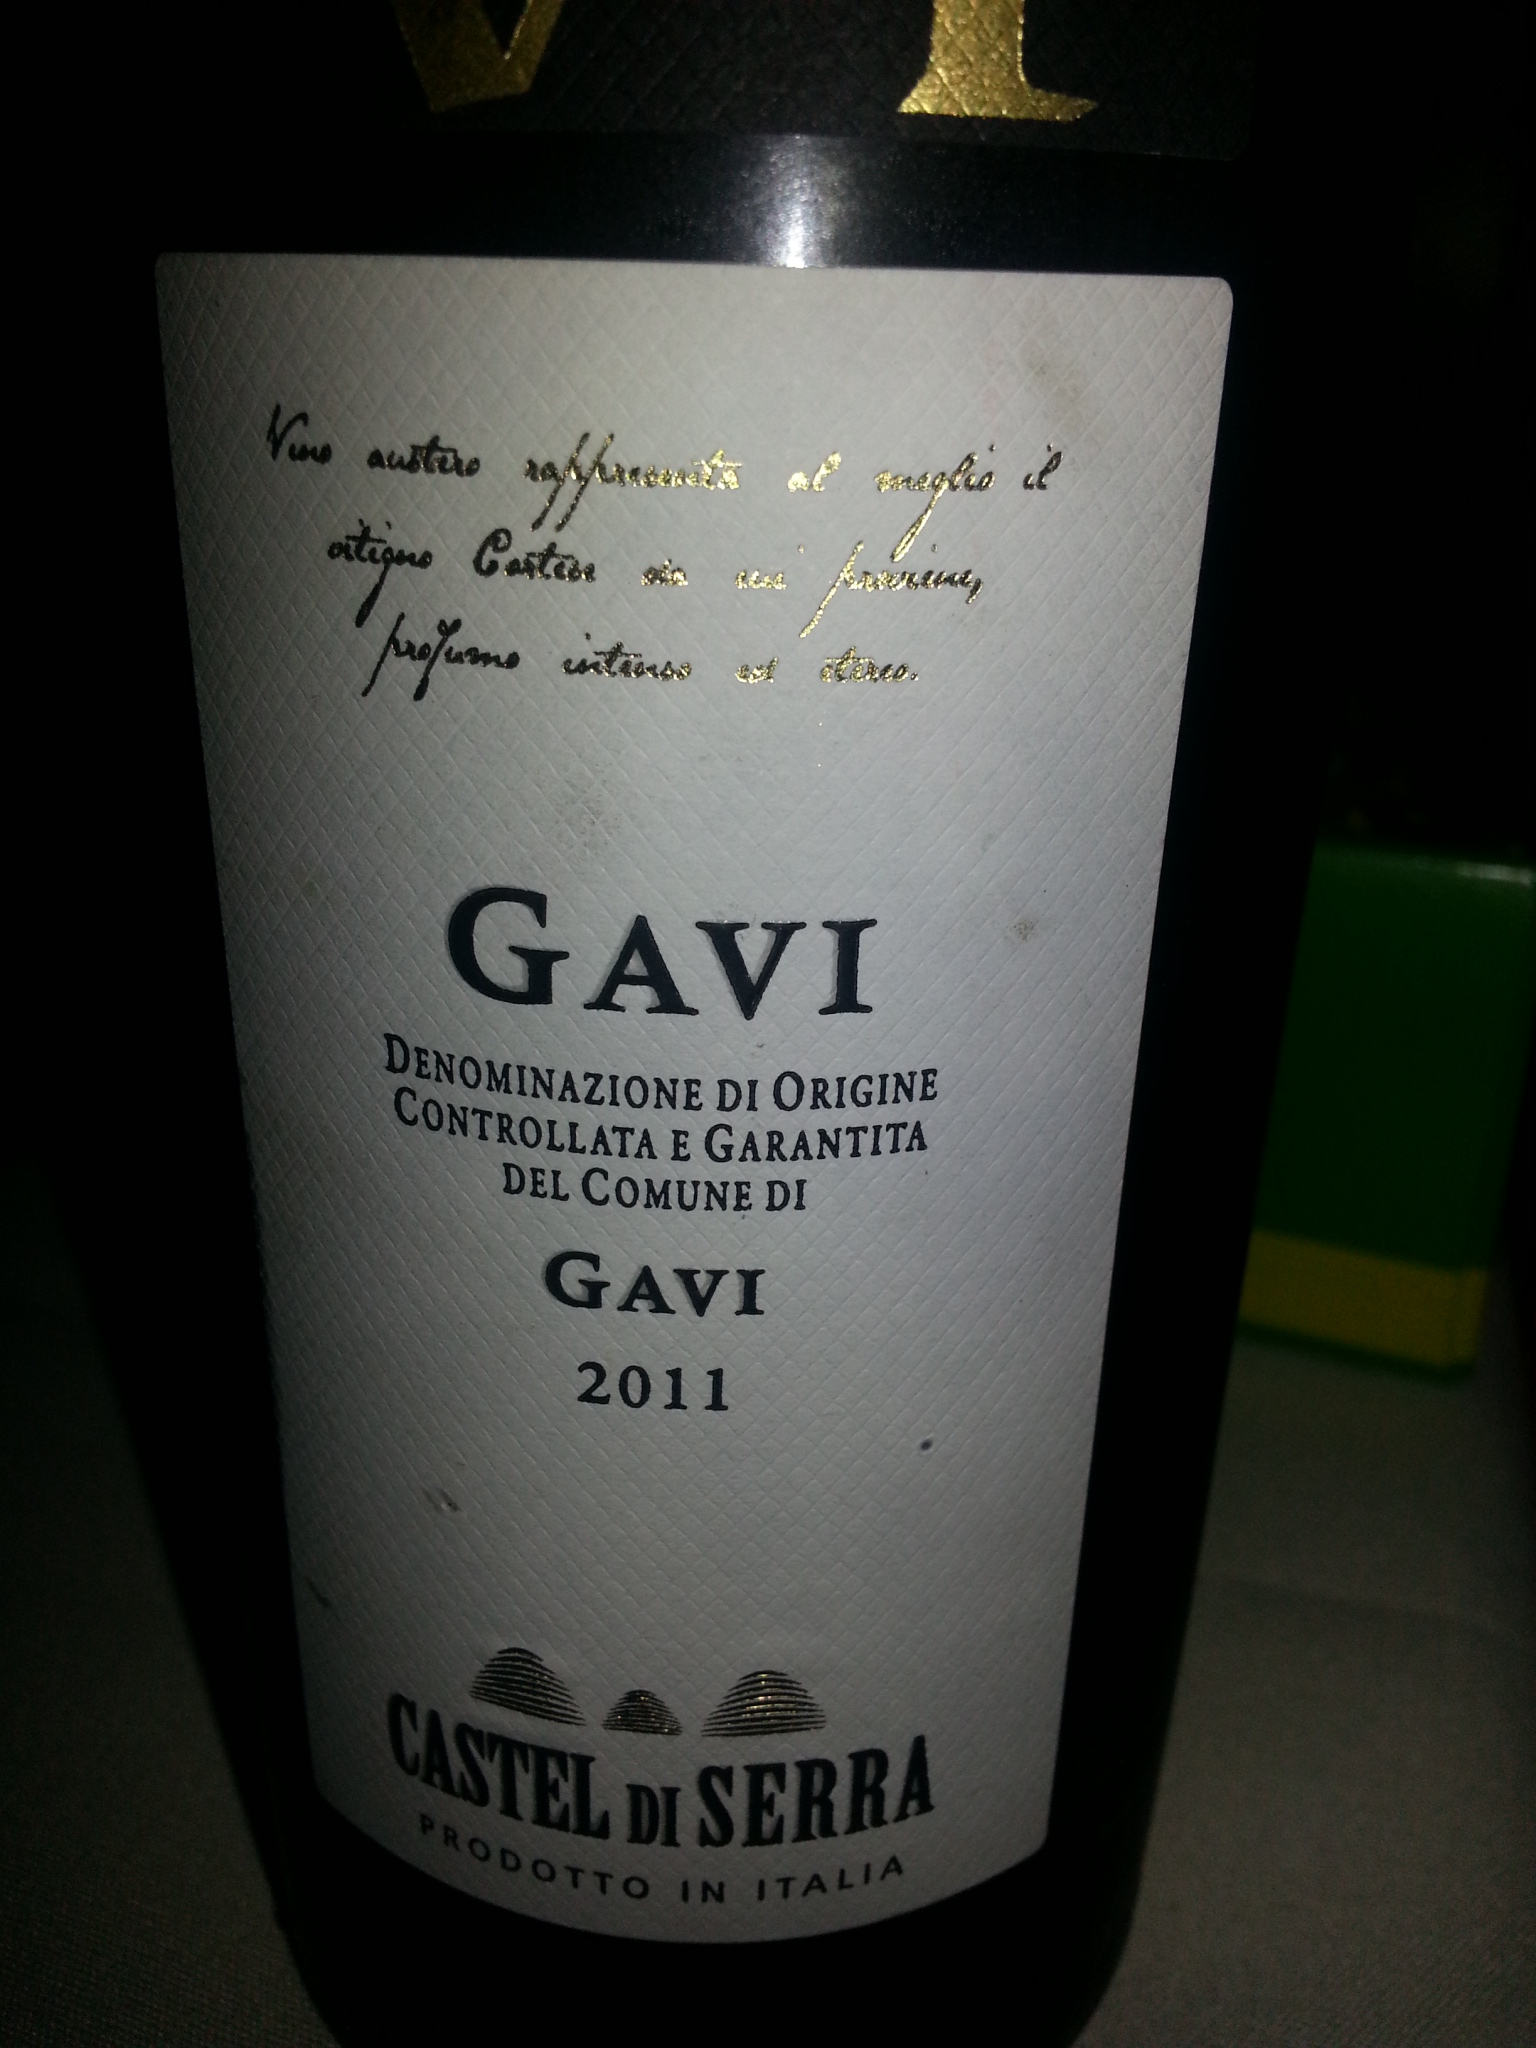 VI
Vino austero rappresenta al meglio il
vitigno Cortese da cui proviene,
profumo intenso ed etereo.
GAVI
DENOMINAZIONE DI ORIGINE
CONTROLLATA E GARANTITA
DEL COMUNE DI
GAVI
2011
CASTEL DI SERRA
PRODOTTO IN ITALIA